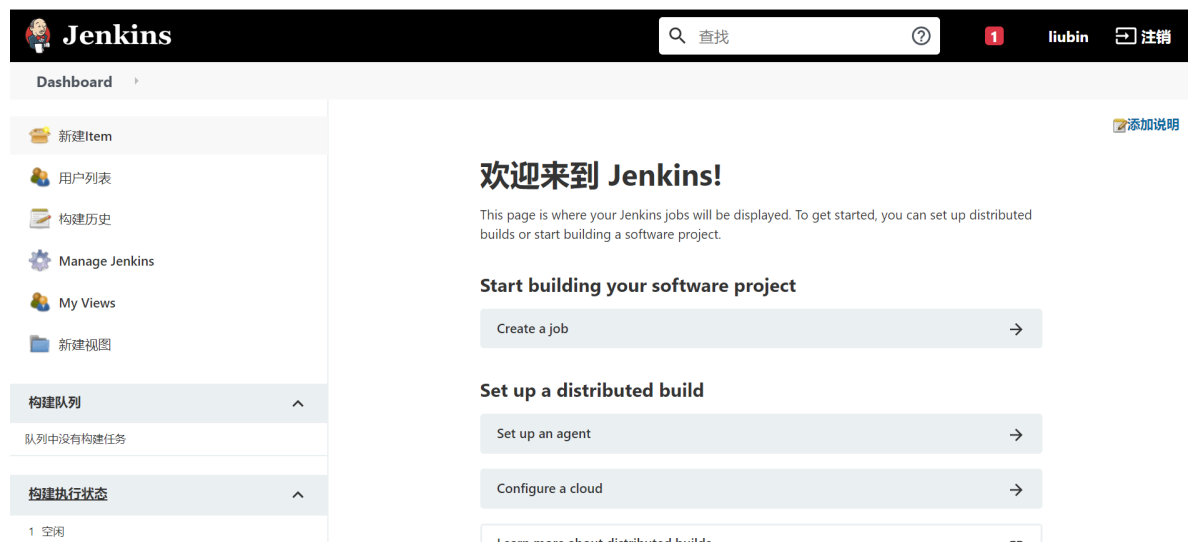 Jenkins
查找
1
liubin
注销
Dashboard
添加说明
新建Item
用户列表
构建历史
Manage Jenkins
My Views
新建视图
构建队列
队列中没有构建任务
构建执行状态
1 空闲
欢迎来到 Jenkins!
This page is where your Jenkins jobs will be displayed. To get started, you can set up distributed
builds or start building a software project.
Start building your software project
Create a job
Set up a distributed build
Set up an agent
Configure a cloud
Learn more about distributed builds